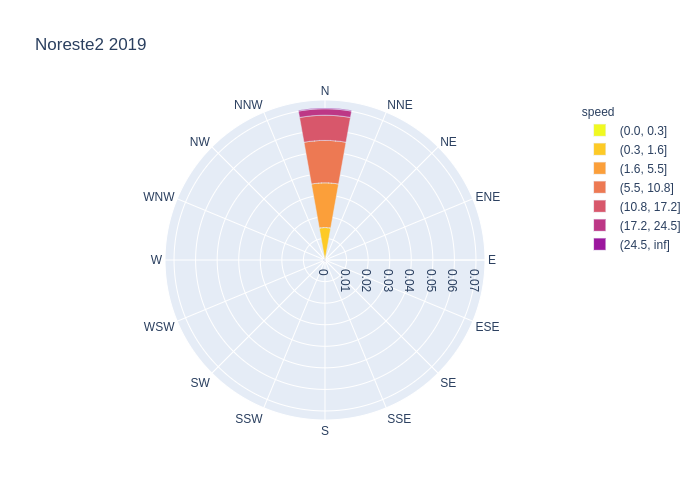 Noreste2 2019
N
NNW
NNE
NW
NE
WNW
ENE
W
E
0
0.01
0.02
0.03
0.04
0.05
0.06
0.07
WSW
ESE
SW
SE
SSW
SSE
S
speed
(0.0, 0.3]
(0.3, 1.6]
(1.6, 5.5]
(5.5, 10.8]
(10.8, 17.2]
(17.2, 24.5]
(24.5, inf]